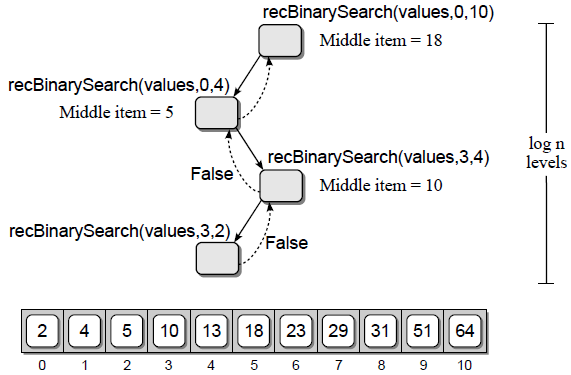 recBinarySearch(values,0,10)
Middle item = 18
recBinarySearch(values,0,4)
Middle item = 5
recBinarySearch(values,3,4)
False
Middle item = 10
log n
levels
recBinarySearch(values,3,2)
False
2 4 5 10 13 18 23 29 31 51 64
0 1 2 3 4 5 6 7 8 9 10